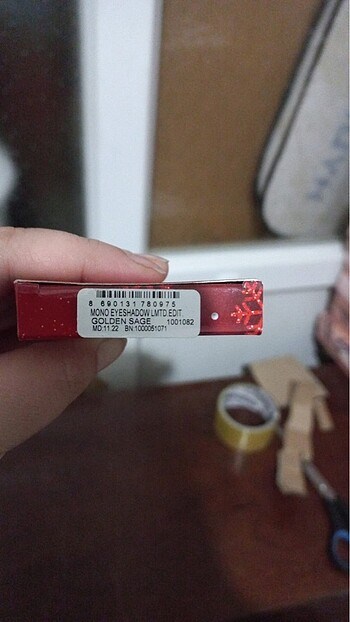 8 690131 780975
MONO EYESHADOW LMTD.EDIT.
GOLDEN SAGE 1001082
MD:11.22 BN:1000051071